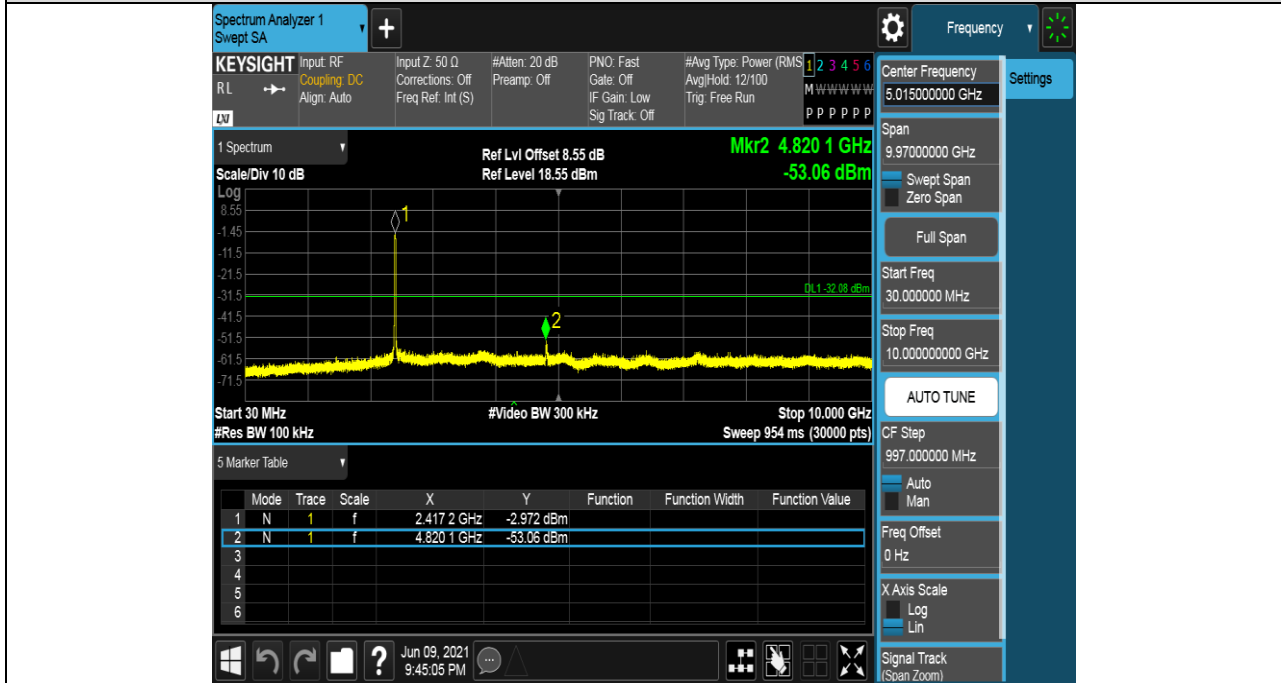 Spectrum Analyzer 1
Swept SA
+
Frequency
KEYSIGHT
RL
LXI
Input: RF
Coupling: DC
Align: Auto
Input Z: 50 Ω
Corrections: Off
Freq Ref: Int (S)
#Atten: 20 dB
Preamp: Off
PNO: Fast
Gate: Off
IF Gain: Low
Sig Track: Off
#Avg Type: Power (RMS
Avg|Hold: 12/100
Trig: Free Run
1 2 3 4 5 6
M W W W W W
P P P P P P
1 Spectrum
Scale/Div 10 dB
Ref Lvl Offset 8.55 dB
Ref Level 18.55 dBm
Mkr2 4.820 1 GHz
-53.06 dBm
Log
8.55
-1.45
-11.5
-21.5
-31.5
-41.5
-51.5
-61.5
-71.5
1
DL1 -32.08 dBm
2
Start 30 MHz
#Res BW 100 kHz
#Video BW 300 kHz
Stop 10.000 GHz
Sweep 954 ms (30000 pts)
5 Marker Table
Mode Trace Scale X Y Function Function Width Function Value
1 N 1 f 2.417 2 GHz -2.972 dBm
2 N 1 f 4.820 1 GHz -53.06 dBm
3
4
5
6
?
Jun 09, 2021
9:45:05 PM
Center Frequency
5.015000000 GHz
Settings
Span
9.97000000 GHz
Swept Span
Zero Span
Full Span
Start Freq
30.000000 MHz
Stop Freq
10.000000000 GHz
AUTO TUNE
CF Step
997.000000 MHz
Auto
Man
Freq Offset
0 Hz
X Axis Scale
Log
Lin
Signal Track
(Span Zoom)